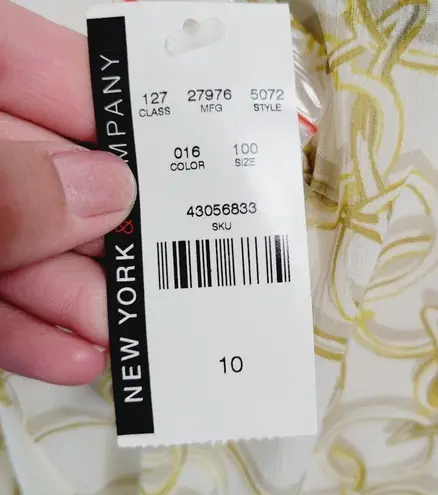 NEW YORK & COMPANY
127 27976 5072
CLASS MFG STYLE
016 100
COLOR SIZE
43056833
SKU
10